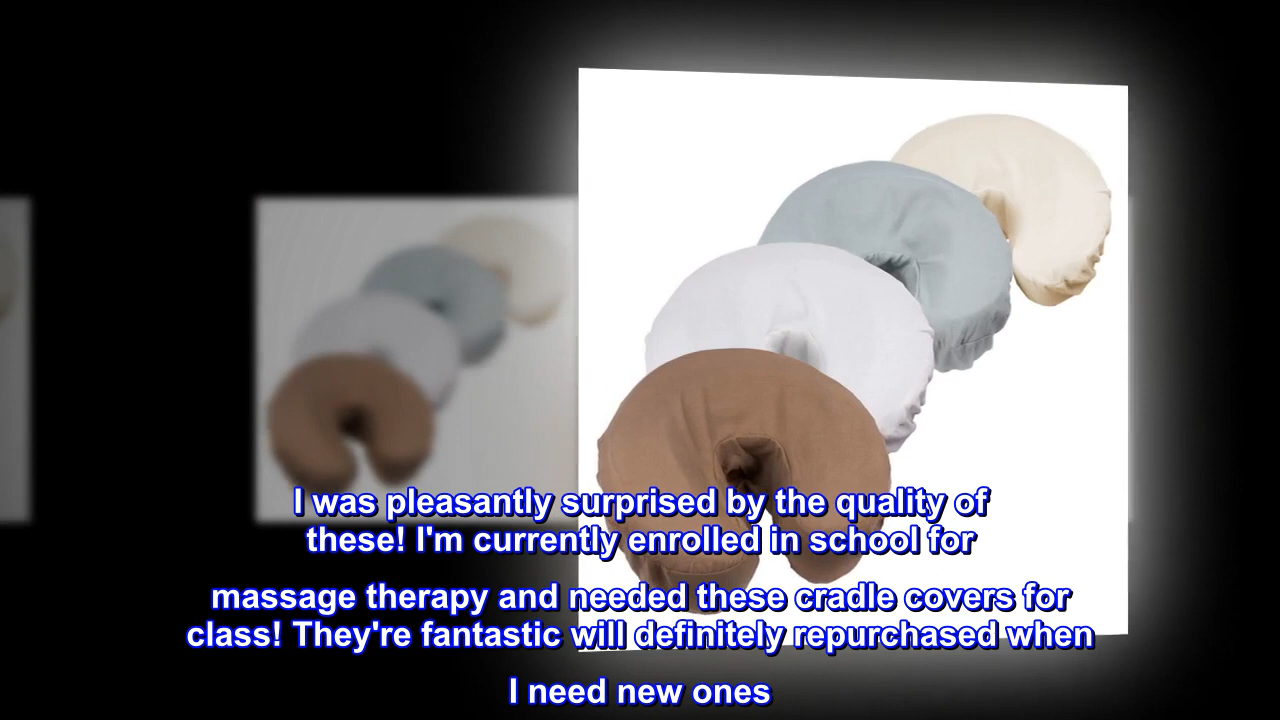 I was pleasantly surprised by the quality of
these! I'm currently enrolled in school for
massage therapy and needed these cradle covers for
class! They're fantastic will definitely repurchased when
I need new ones